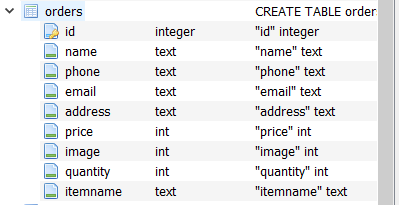 orders CREATE TABLE order
id integer "id" integer
name text "name" text
phone text "phone" text
email text "email" text
address text "address" text
price int "price" int
image int "image" int
quantity int "quantity" int
itemname text "itemname" text